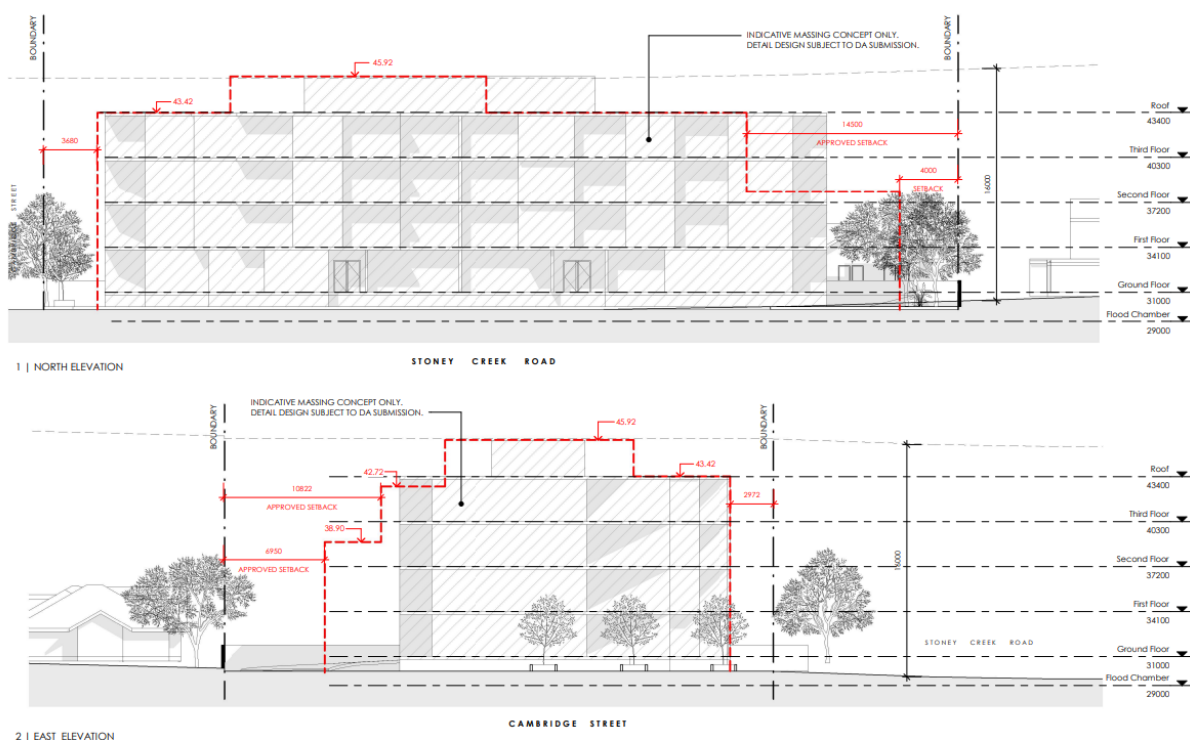 BOUNDARY
45.92
INDICATIVE MASSING CONCEPT ONLY.
DETAIL DESIGN SUBJECT TO DA SUBMISSION.
BOUNDARY
43.42
Roof
43400
14500
APPROVED SETBACK
3680
Third Floor
40300
4000
SETBACK
16000
STREET
Second Floor
37200
First Floor
34100
Ground Floor
31000
Flood Chamber
29000
1 | NORTH ELEVATION
STONEY CREEK ROAD
INDICATIVE MASSING CONCEPT ONLY.
DETAIL DESIGN SUBJECT TO DA SUBMISSION.
BOUNDARY
45.92
BOUNDARY
42.72
43.42
Roof
43400
10822
APPROVED SETBACK
2972
Third Floor
40300
38.90
6950
APPROVED SETBACK
16000
Second Floor
37200
First Floor
34100
STONEY CREEK ROAD
Ground Floor
31000
Flood Chamber
29000
CAMBRIDGE STREET
2 | EAST ELEVATION